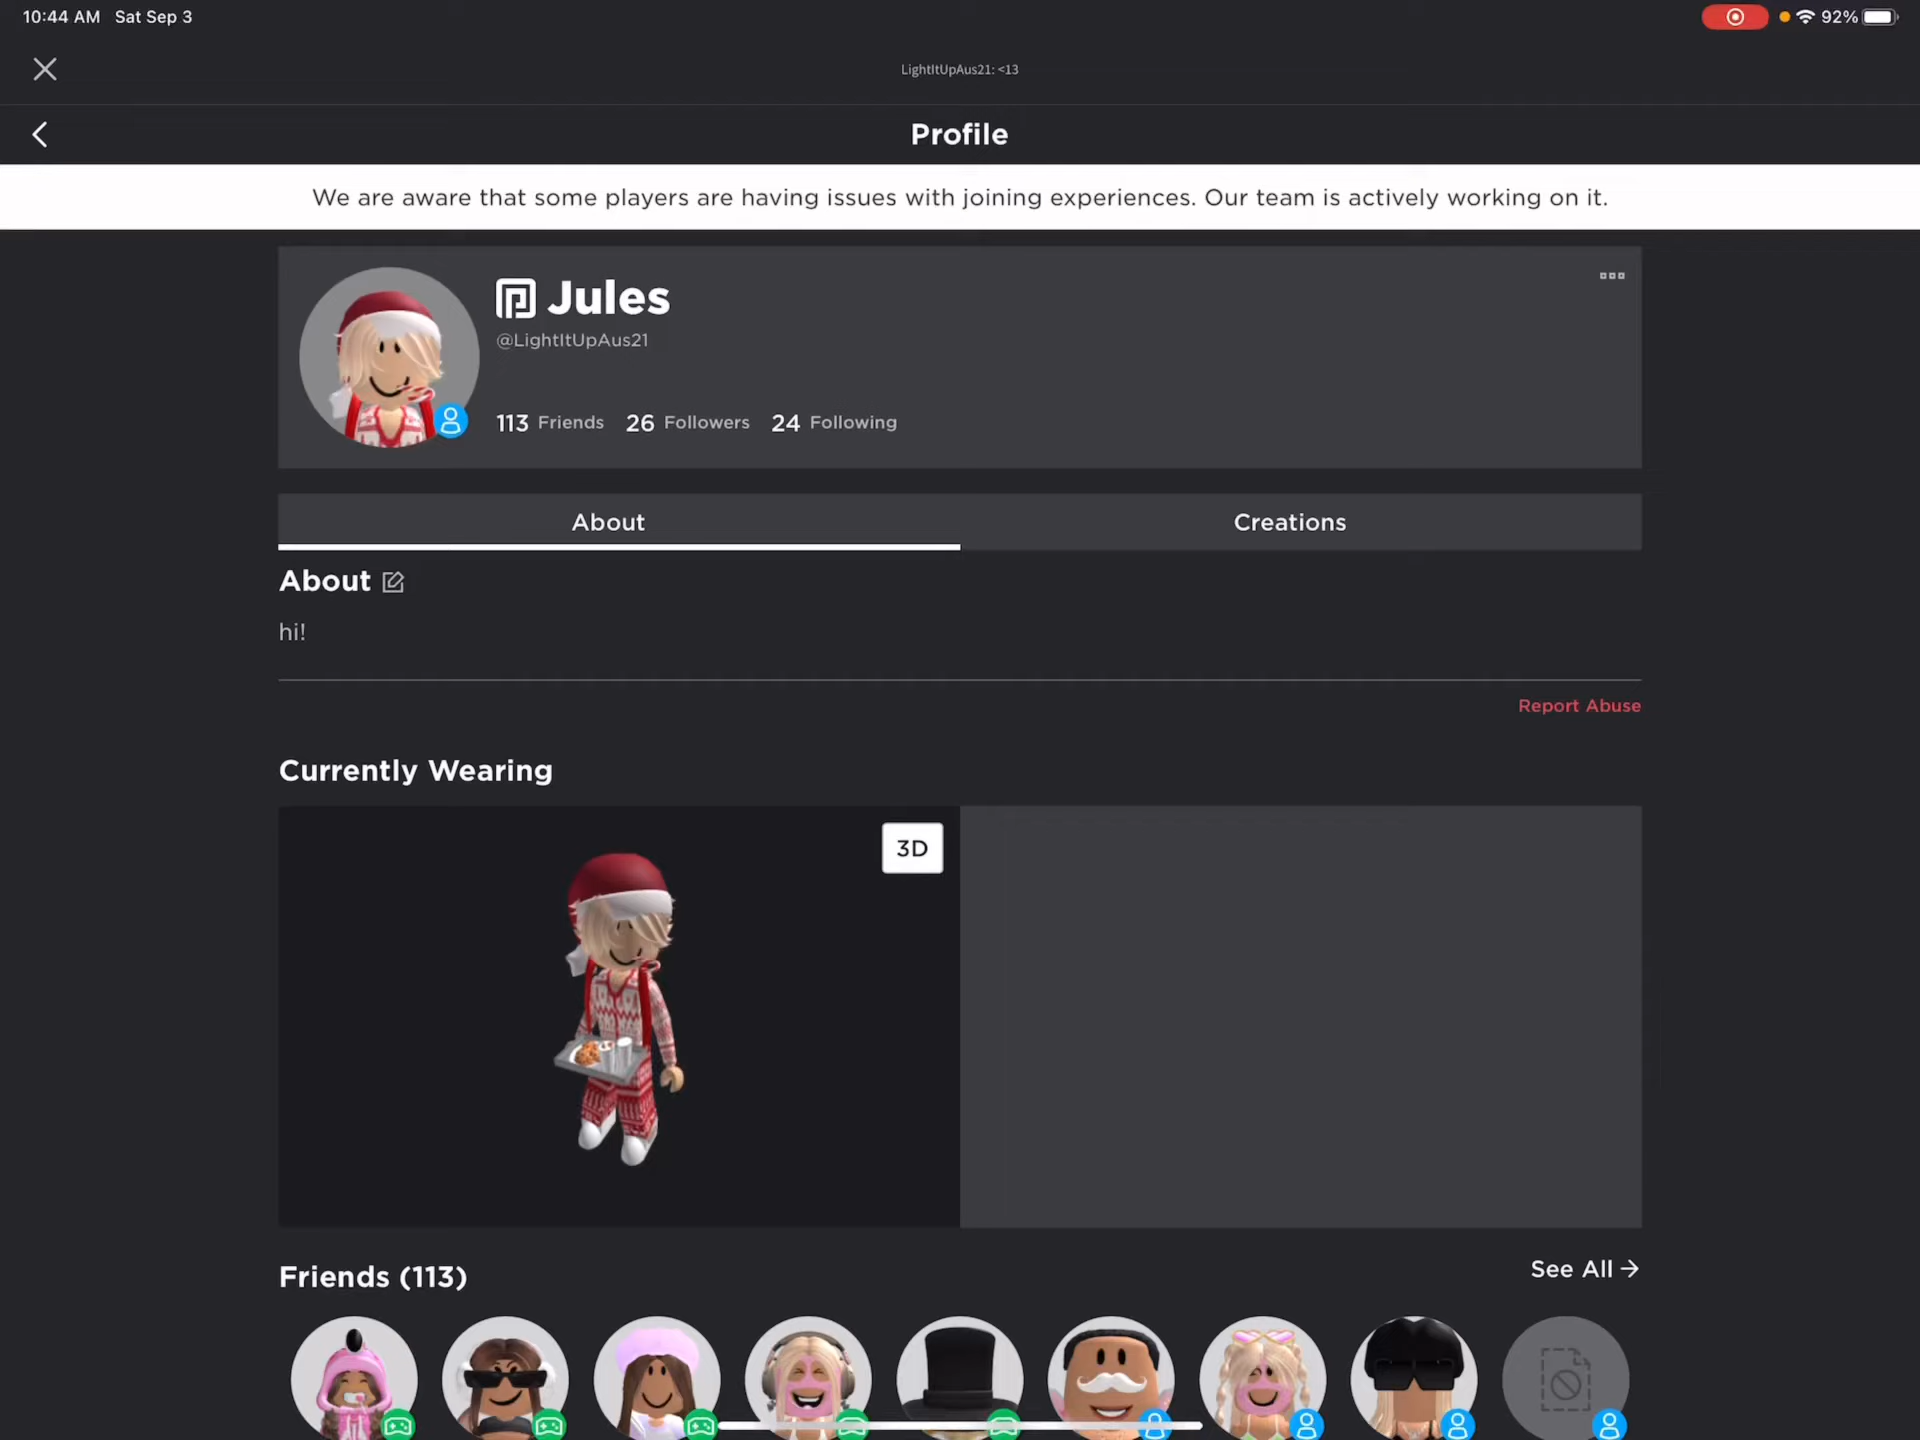 10:44 AM Sat Sep 3
92%
LightItUpAus21: <13
Profile
We are aware that some players are having issues with joining experiences. Our team is actively working on it.
Jules
@LightItUpAus21
113 Friends 26 Followers 24 Following
About Creations
About
hi!
Report Abuse
Currently Wearing
3D
Friends (113)
See All